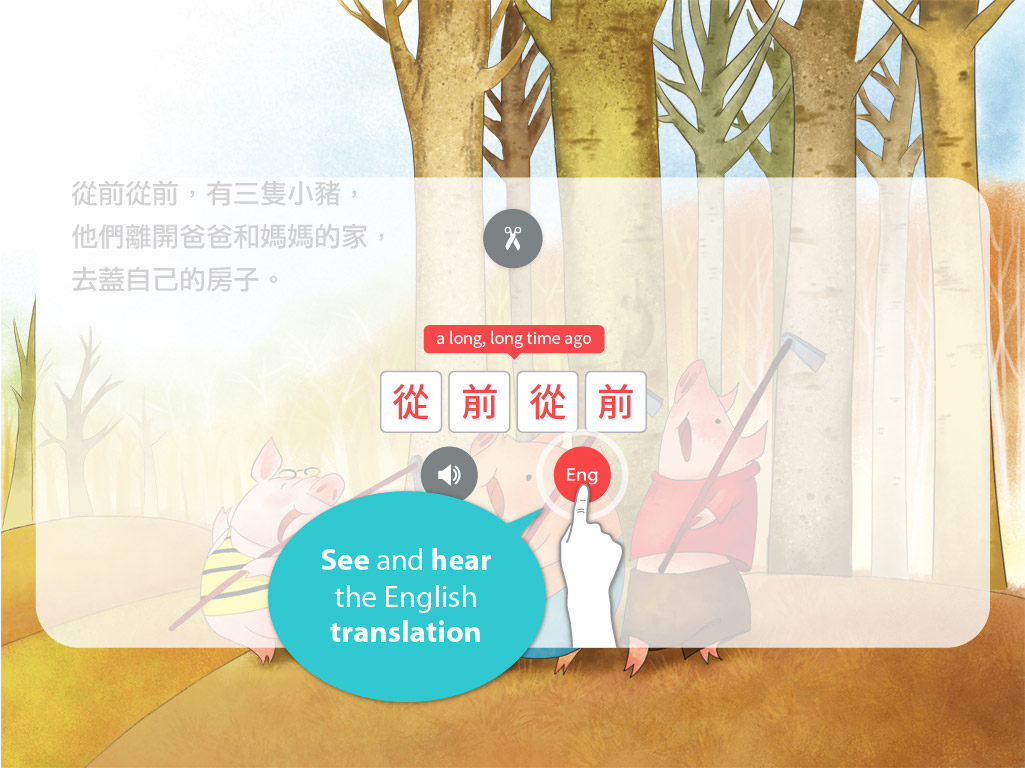 從前從前，有三隻小豬，
他們離開爸爸和媽媽的家，
去蓋自己的房子。
a long, long time ago
從前從前
Eng
See and hear
the English
translation